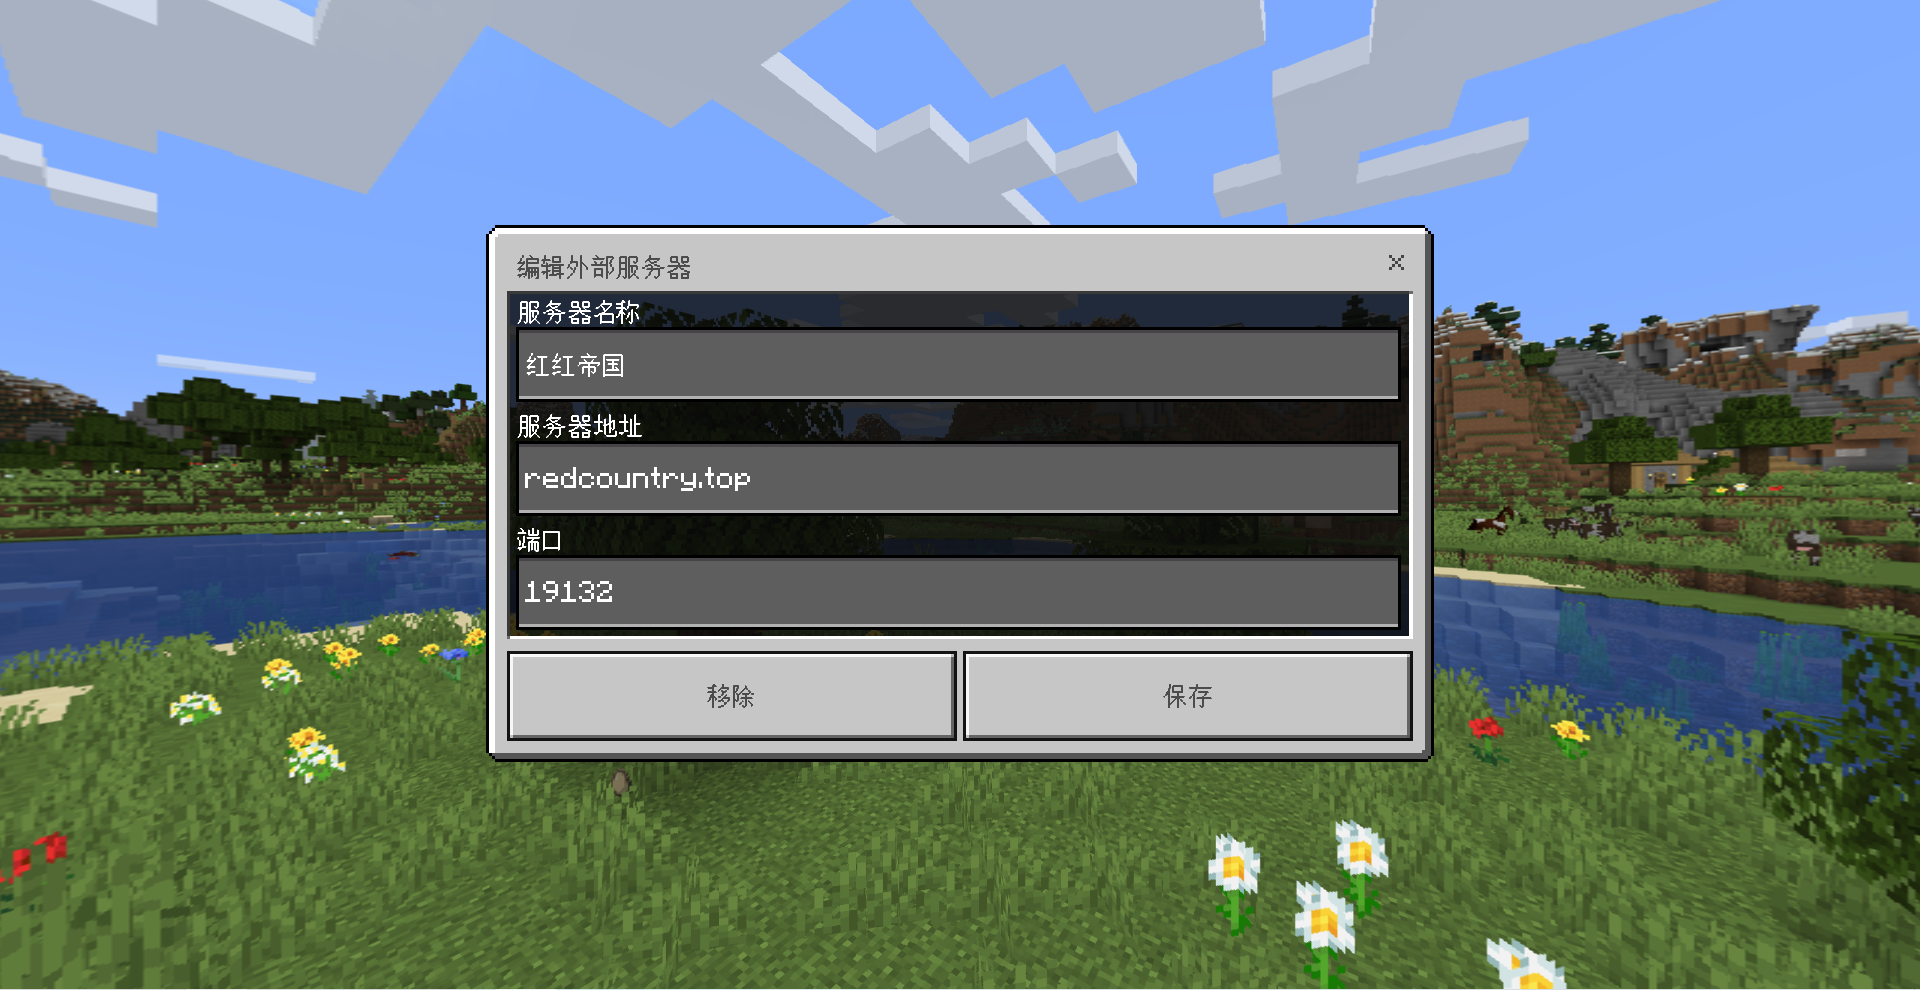 编辑外部服务器
服务器名称
红红帝国
服务器地址
redcountry.top
端口
19132
移除
保存